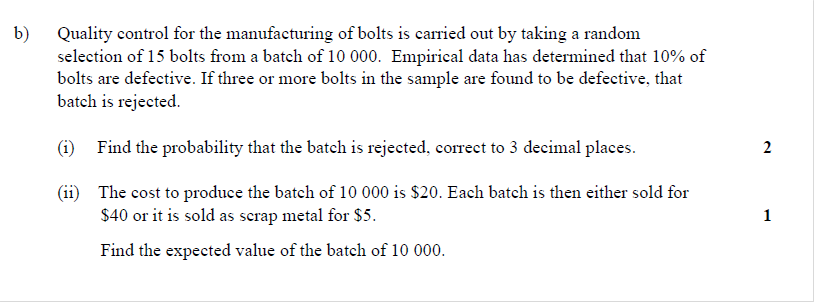 b) Quality control for the manufacturing of bolts is carried out by taking a random
selection of 15 bolts from a batch of 10 000. Empirical data has determined that 10% of
bolts are defective. If three or more bolts in the sample are found to be defective, that
batch is rejected.
(i) Find the probability that the batch is rejected, correct to 3 decimal places. 2
(ii) The cost to produce the batch of 10 000 is $20. Each batch is then either sold for
$40 or it is sold as scrap metal for $5. 1
Find the expected value of the batch of 10 000.